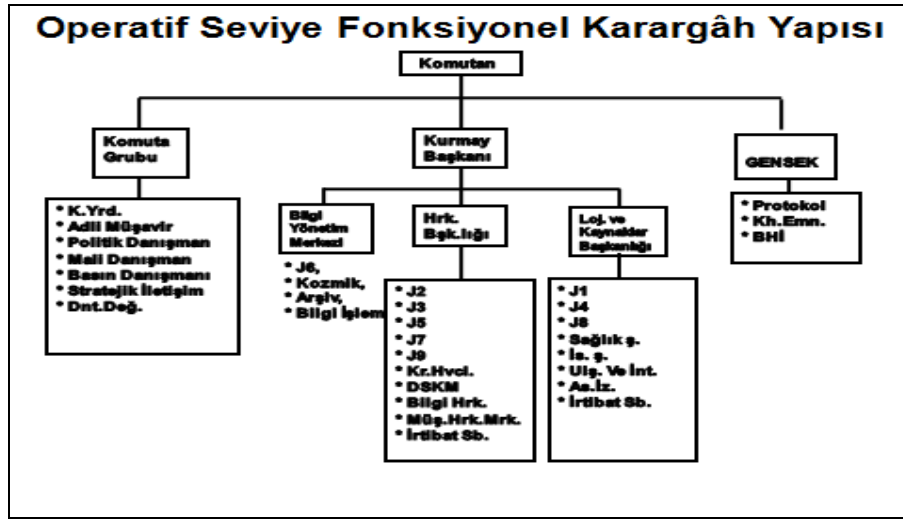 Operatif Seviye Fonksiyonel Karargâh Yapısı
Komutan
Komuta
Grubu
* K.Yrd.
* Adli Müşavir
* Politik Danışman
* Mali Danışman
* Basın Danışmanı
* Stratejik İletişim
* Dnt.Değ.
Kurmay
Başkanı
Bilgi
Yönetim
Merkezi
* J6,
* Kozmik,
* Arşiv,
* Bilgi İşlem
Hrk.
Bşk.lığı
* J2
* J3
* J5
* J7
* J9
* Kr.Hvcl.
* DSKM
* Bilgi Hrk.
* Müş.Hrk.Mrk.
* İrtibat Sb.
Loj. ve
Kaynaklar
Başkanlığı
* J1
* J4
* J8
* Sağlık ş.
* İs. ş.
* Ulş. Ve İnt.
* As.İz.
* İrtibat Sb.
GENSEK
* Protokol
* Kh.Emn.
* BHİ